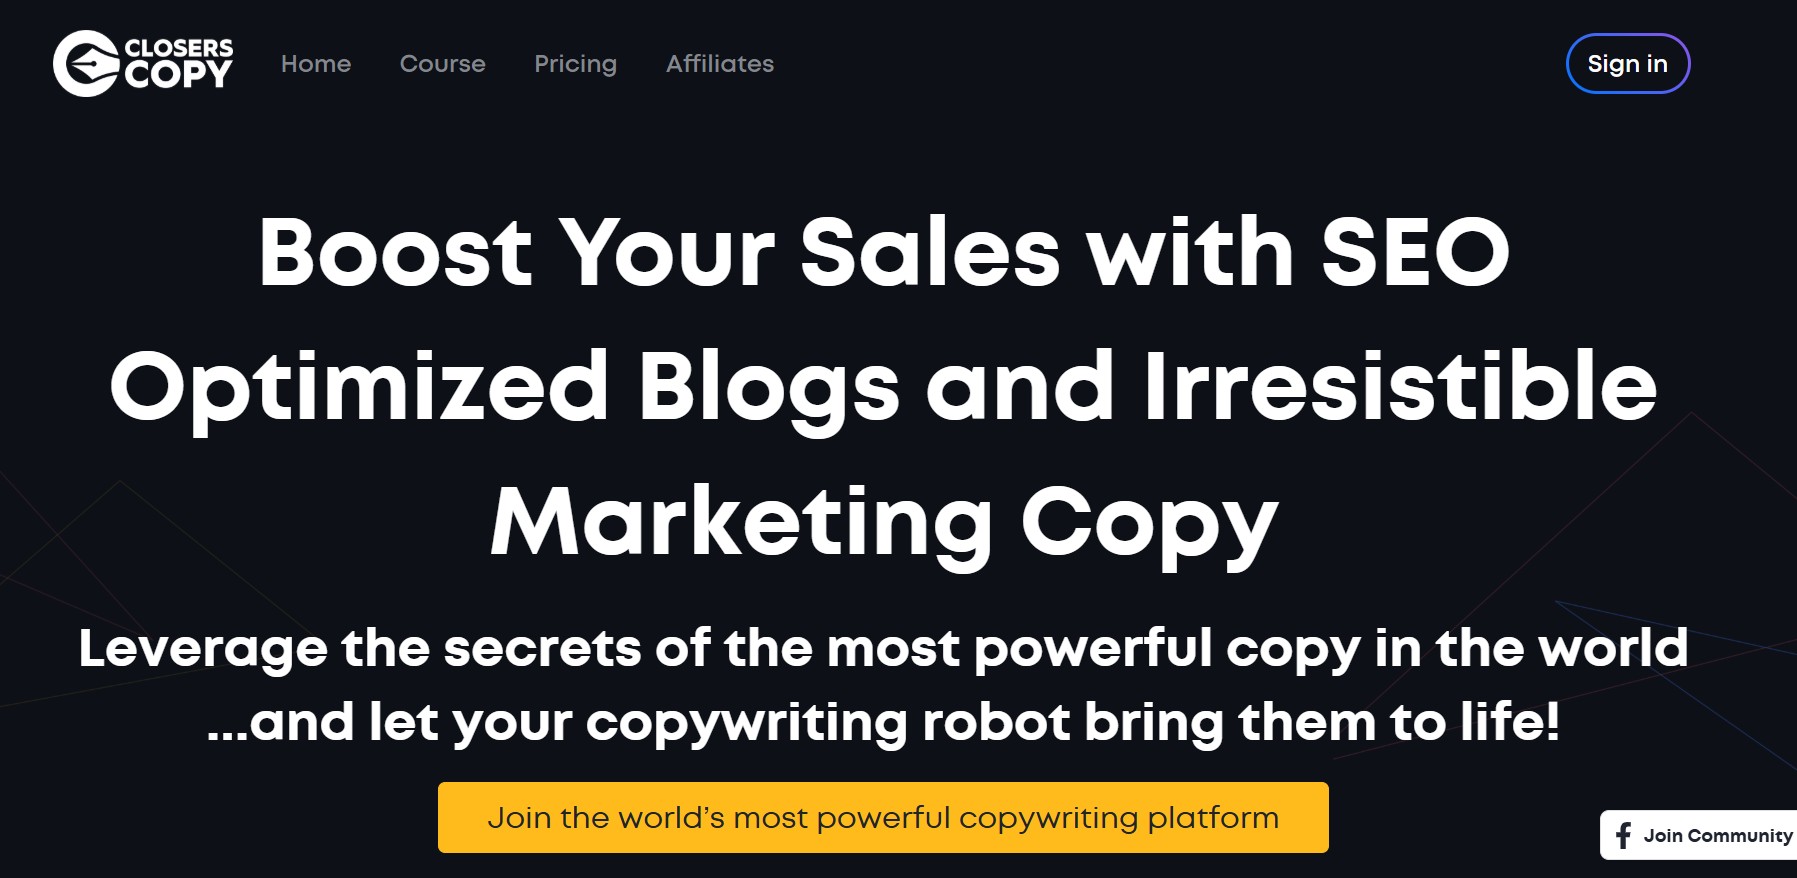 CLOSERS
COPY
Home
Course
Pricing
Affiliates
Sign in
Boost Your Sales with SEO
Optimized Blogs and Irresistible
Marketing Copy
Leverage the secrets of the most powerful copy in the world
...and let your copywriting robot bring them to life!
Join the world’s most powerful copywriting platform
Join Community